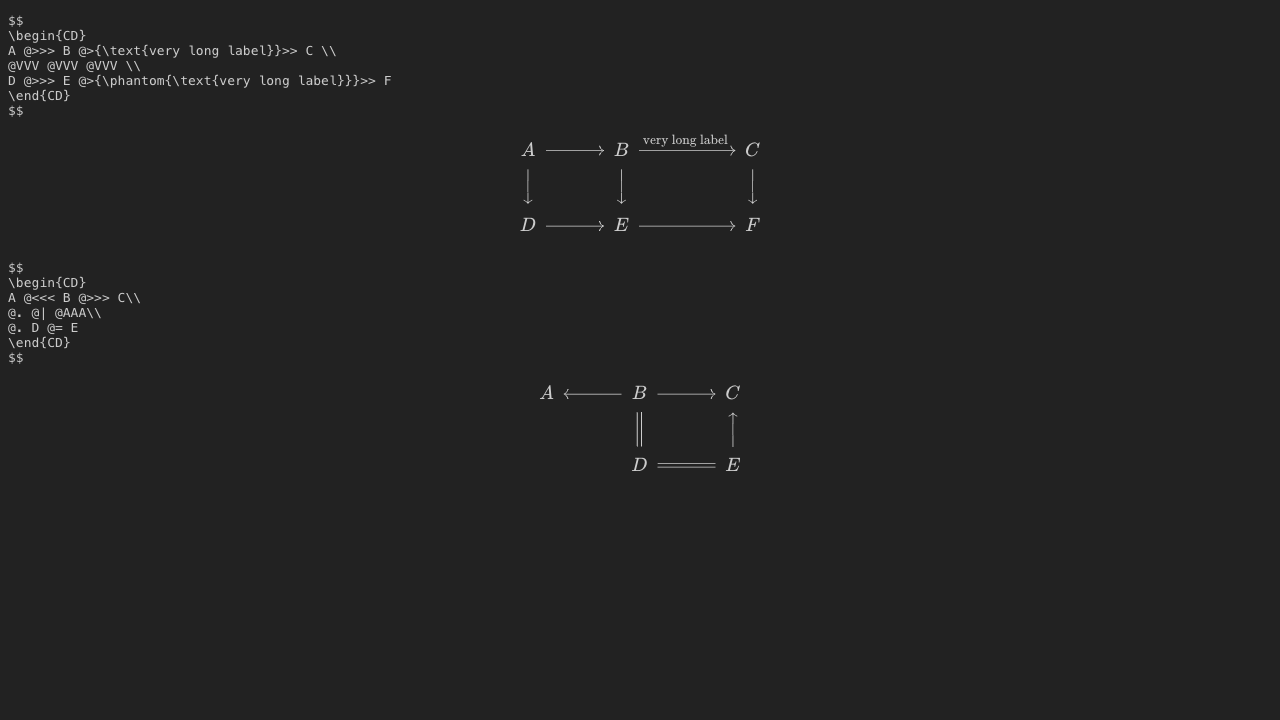 $$
\begin{CD}
A @>>> B @>{\text{very long label}}>> C \\
@VVV @VVV @VVV \\
D @>>> E @>{\phantom{\text{very long label}}}>> F
\end{CD}
$$
very long label
A B C
D E F
$$
\begin{CD}
A @<<< B @>>> C\\
@. @| @AAA\\
@. D @= E
\end{CD}
$$
A B C
D E